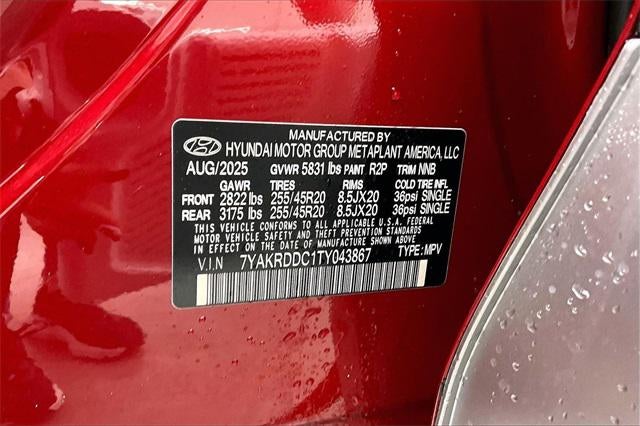 MANUFACTURED BY
HYUNDAI MOTOR GROUP METAPLANT AMERICA, LLC
AUG/2025 GVWR 5831 lbs PAINT R2P TRIM NNB
GAWR TIRES RIMS COLD TIRE INFL
FRONT 2822 lbs 255/45R20 8.5JX20 36psi SINGLE
REAR 3175 lbs 255/45R20 8.5JX20 36psi SINGLE
THIS VEHICLE CONFORMS TO ALL APPLICABLE U.S.A. FEDERAL
MOTOR VEHICLE SAFETY AND THEFT PREVENTION STANDARDS
IN EFFECT ON THE DATE OF MANUFACTURE SHOWN ABOVE.
V.I.N 7YAKRDDC1TY043867 TYPE: MPV